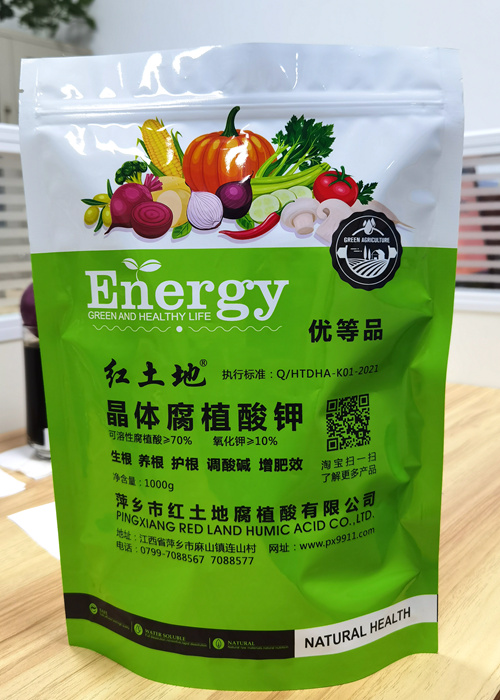 GREEN AGRICULTURE
Energy
GREEN AND HEALTHY LIFE
优等品
红土地®
执行标准：Q/HTDHA-K01-2021
晶体腐植酸钾
可溶性腐植酸≥70% 氧化钾≥10%
生根 养根 护根 调酸碱 增肥效
净含量：1000g
淘宝扫一扫
了解更多产品
萍乡市红土地腐植酸有限公司
PINGXIANG RED LAND HUMIC ACID CO.,LTD.
地址：江西省萍乡市麻山镇连山村 网址：www.px9911.com
电话：0799-7088567 7088577
WATER SOLUBLE
NATURAL
NATURAL HEALTH